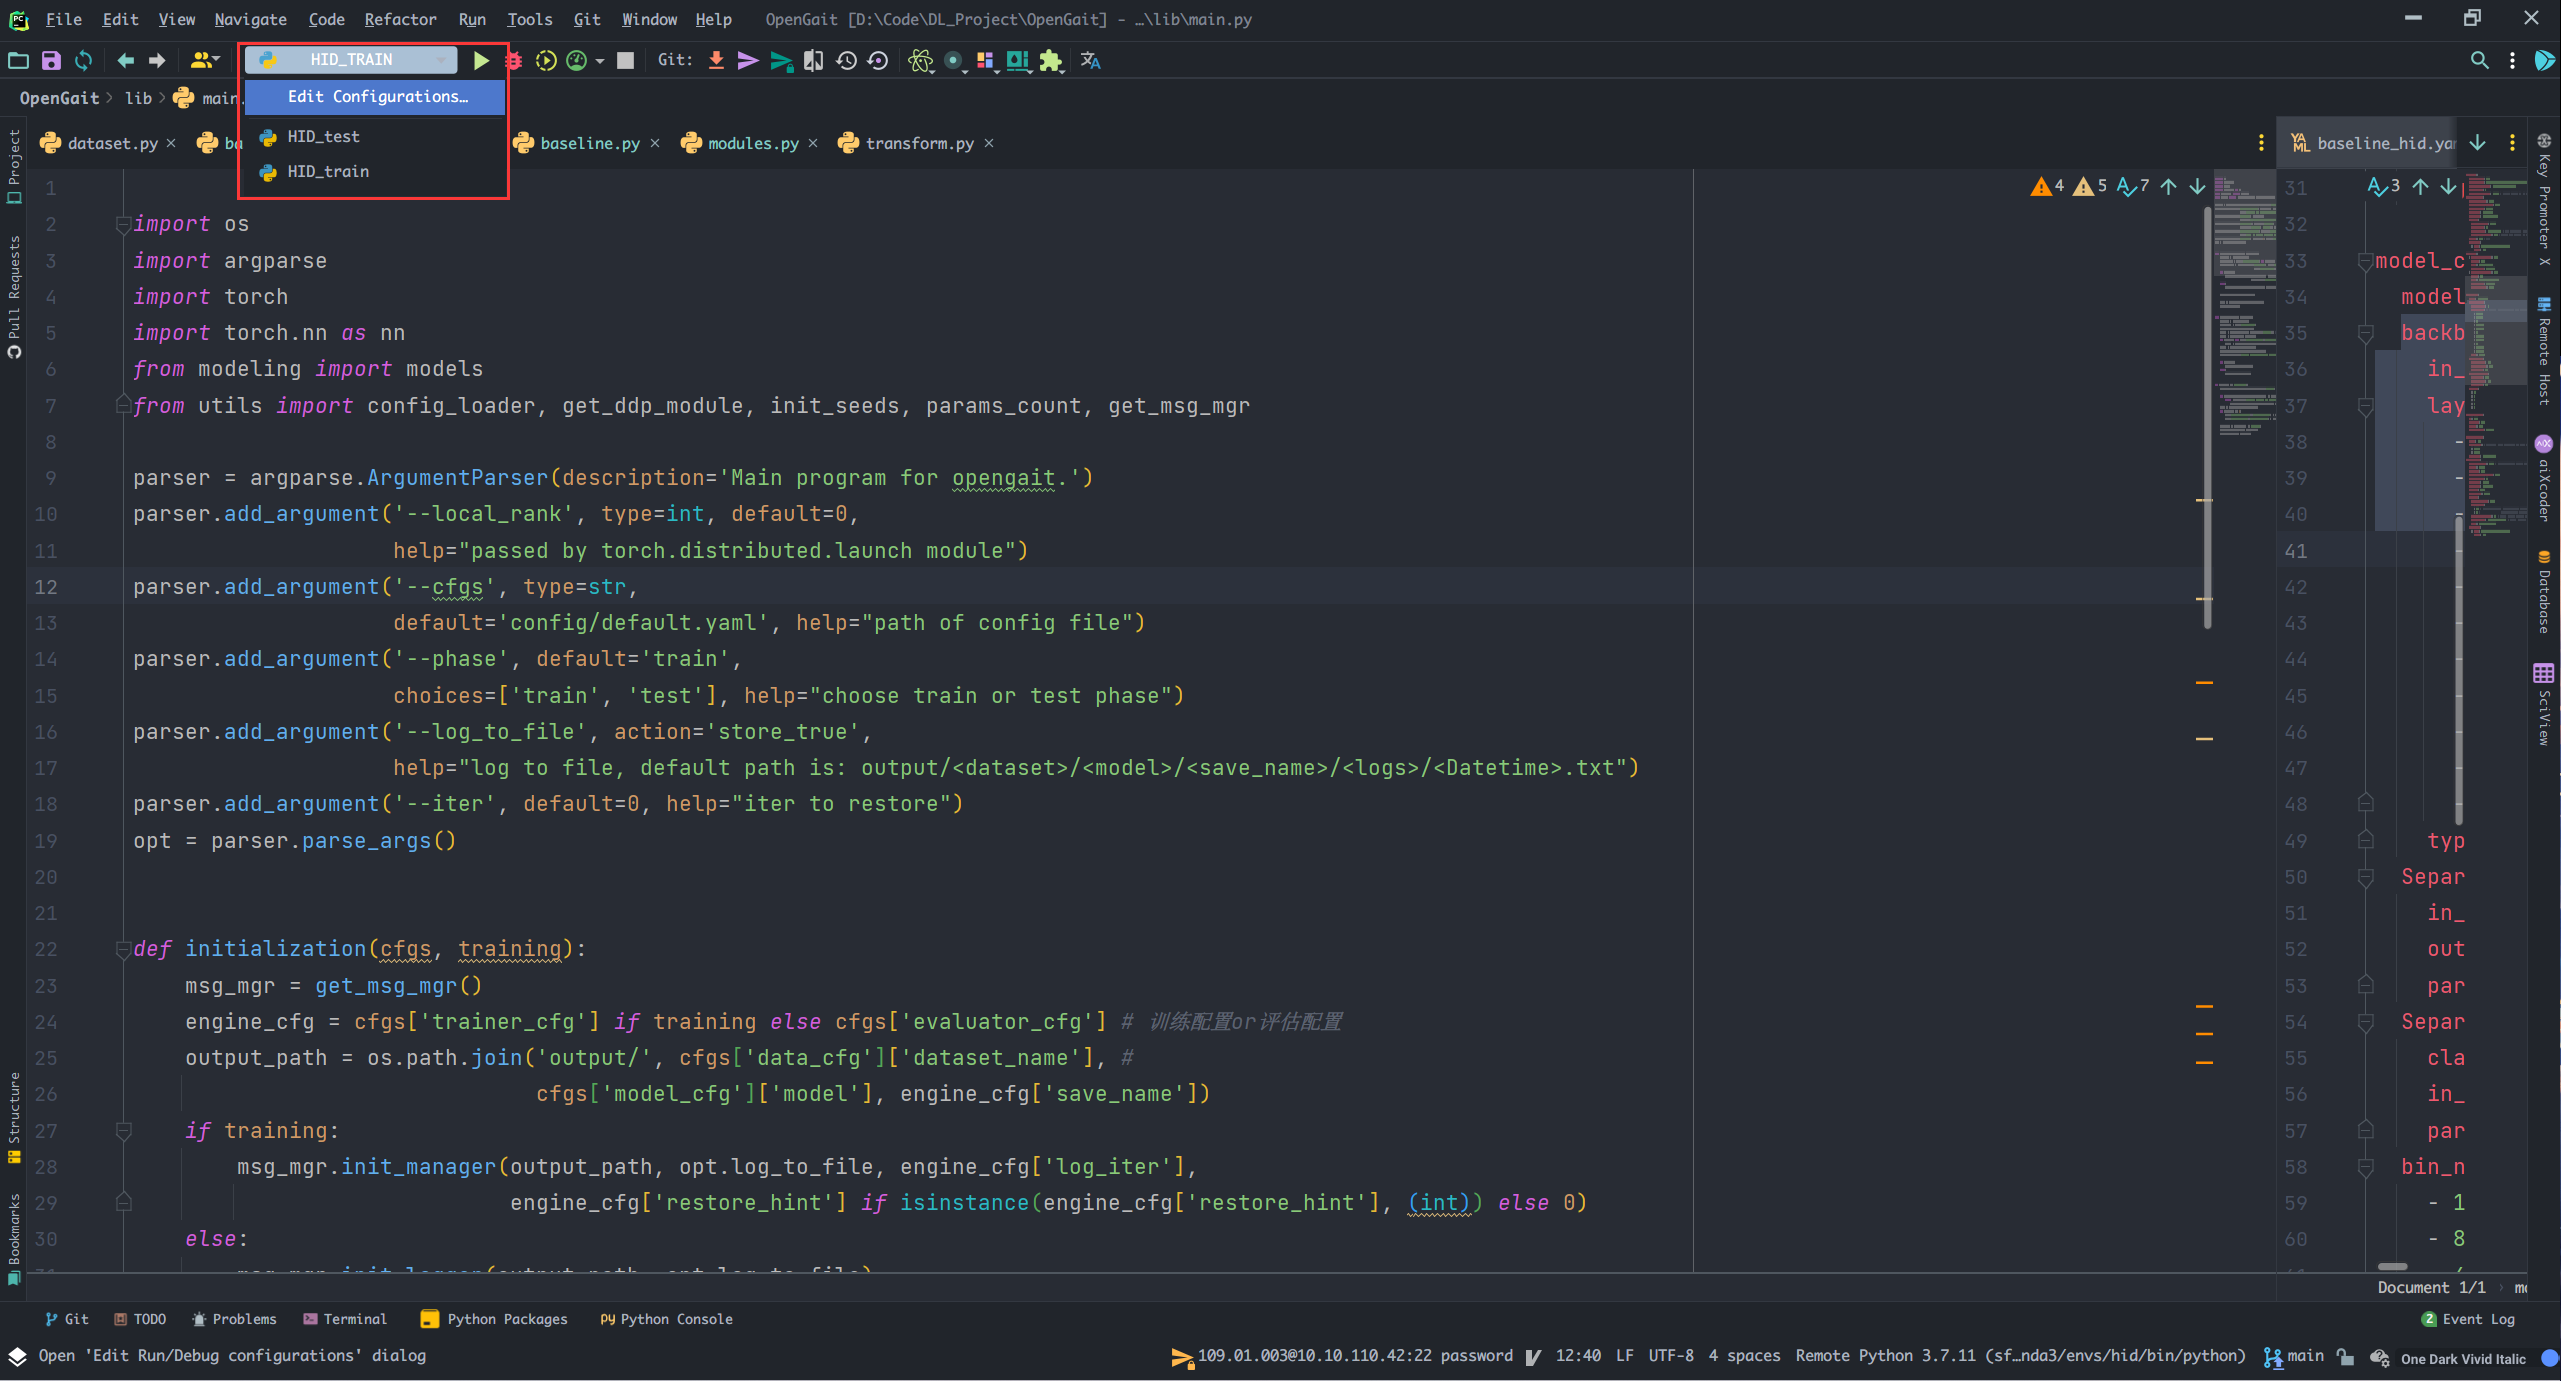 File Edit View Navigate Code Refactor Run Tools Git Window Help OpenGait [D:\Code\DL_Project\OpenGait] - …\lib\main.py
HID_TRAIN Git:
OpenGait lib main.
Edit Configurations…
HID_test
HID_train
dataset.py ba baseline.py modules.py transform.py baseline_hid.yam
4 5 7 3
Project
Pull Requests
Structure
Bookmarks
1
2 import os
3 import argparse
4 import torch
5 import torch.nn as nn
6 from modeling import models
7 from utils import config_loader, get_ddp_module, init_seeds, params_count, get_msg_mgr
8
9 parser = argparse.ArgumentParser(description='Main program for opengait.')
10 parser.add_argument('--local_rank', type=int, default=0,
11 help="passed by torch.distributed.launch module")
12 parser.add_argument('--cfgs', type=str,
13 default='config/default.yaml', help="path of config file")
14 parser.add_argument('--phase', default='train',
15 choices=['train', 'test'], help="choose train or test phase")
16 parser.add_argument('--log_to_file', action='store_true',
17 help="log to file, default path is: output/<dataset>/<model>/<save_name>/<logs>/<Datetime>.txt")
18 parser.add_argument('--iter', default=0, help="iter to restore")
19 opt = parser.parse_args()
20
21
22 def initialization(cfgs, training):
23 msg_mgr = get_msg_mgr()
24 engine_cfg = cfgs['trainer_cfg'] if training else cfgs['evaluator_cfg'] # 训练配置or评估配置
25 output_path = os.path.join('output/', cfgs['data_cfg']['dataset_name'], #
26 cfgs['model_cfg']['model'], engine_cfg['save_name'])
27 if training:
28 msg_mgr.init_manager(output_path, opt.log_to_file, engine_cfg['log_iter'],
29 engine_cfg['restore_hint'] if isinstance(engine_cfg['restore_hint'], (int)) else 0)
30 else:
31 msg_mgr.init_logger(output_path, opt.log_to_file)
31
32
33 model_c
34 model
35 backb
36 in_
37 lay
38 -
39 -
40 -
41
42
43
44
45
46
47
48
49 typ
50 Separ
51 in_
52 out
53 par
54 Separ
55 cla
56 in_
57 par
58 bin_n
59 - 1
60 - 8
Document 1/1
Key Promoter X
Remote Host
aiXcoder
Database
SciView
Git TODO Problems Terminal Python Packages Python Console 2 Event Log
Open 'Edit Run/Debug configurations' dialog 109.01.003@10.10.110.42:22 password 12:40 LF UTF-8 4 spaces Remote Python 3.7.11 (sf…nda3/envs/hid/bin/python) main One Dark Vivid Italic